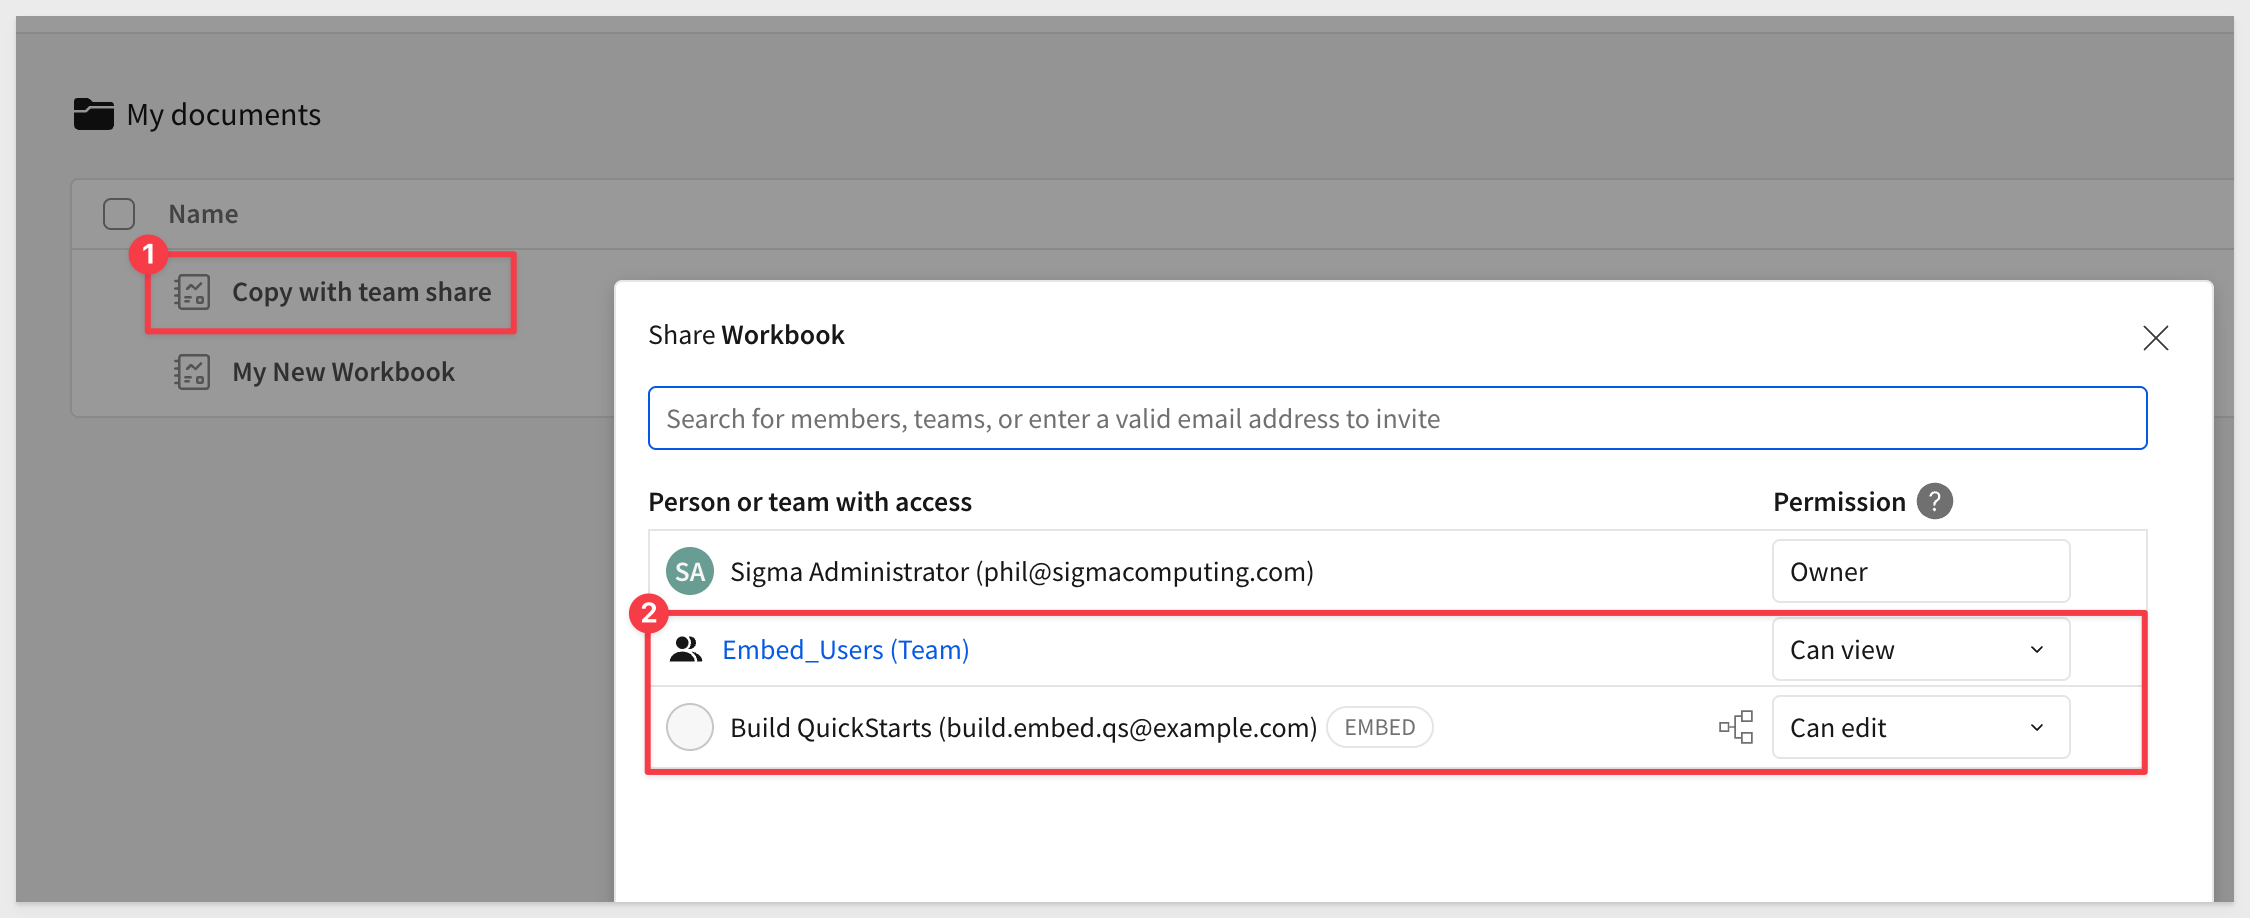 My documents
Name
1
Copy with team share
My New Workbook
Share Workbook
Search for members, teams, or enter a valid email address to invite
Person or team with access
Permission ?
SA Sigma Administrator (phil@sigmacomputing.com) Owner
2
Embed_Users (Team) Can view
Build QuickStarts (build.embed.qs@example.com) EMBED Can edit